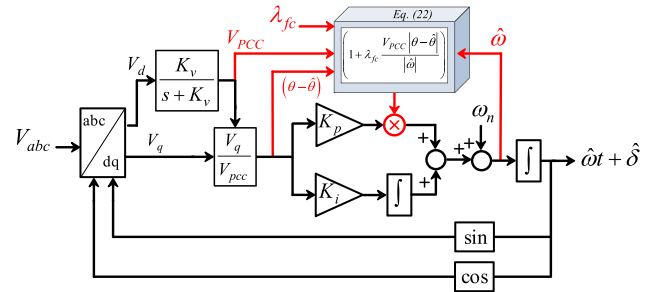 Eq. (22)
λ_fc
(1 + λ_fc V_PCC |θ − θ̂| / |ω̂|)
V_PCC
ω̂
V_d
K_v / (s + K_v)
(θ − θ̂)
K_p
×
ω_n
V_abc
abc
dq
V_q
V_q / V_pcc
+
+
+
+
∫
ω̂t + δ̂
K_i
∫
sin
cos